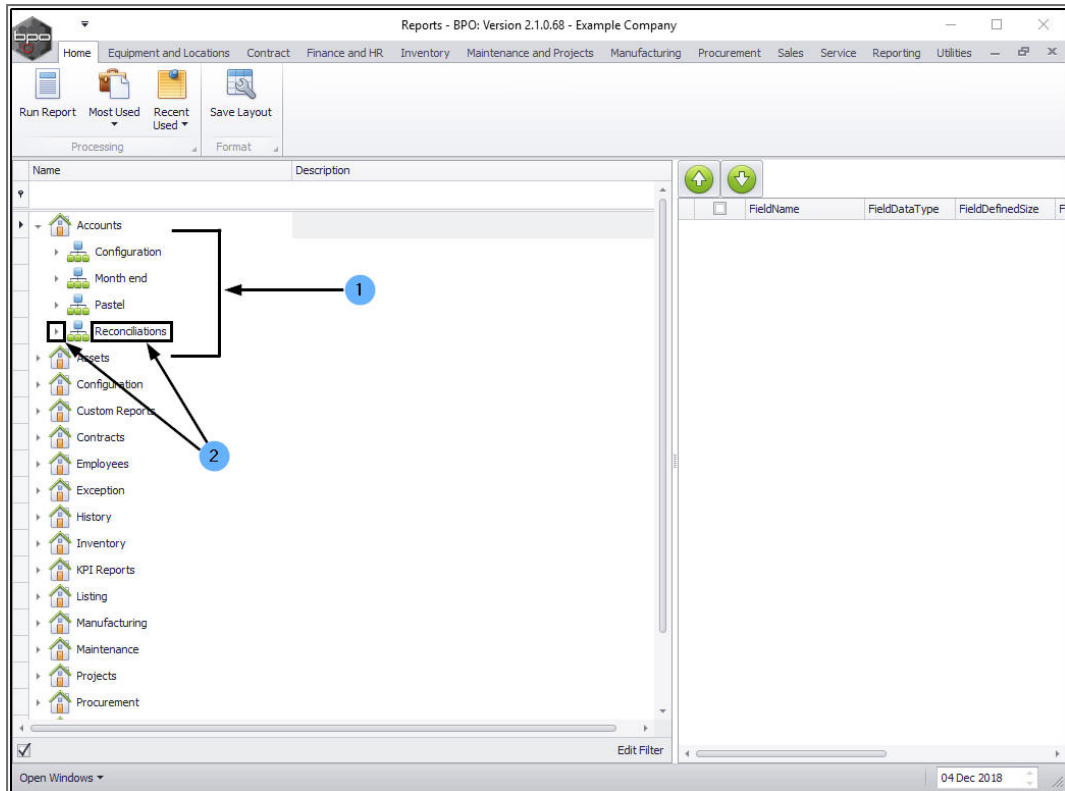 bpo
Reports - BPO: Version 2.1.0.68 - Example Company
Home Equipment and Locations Contract Finance and HR Inventory Maintenance and Projects Manufacturing Procurement Sales Service Reporting Utilities
Run Report Most Used Recent Used Save Layout
Processing Format
Name Description
FieldName FieldDataType FieldDefinedSize F
Accounts
Configuration
Month end
1
Pastel
Reconciliations
Assets
Configuration
Custom Reports
Contracts
2
Employees
Exception
History
Inventory
KPI Reports
Listing
Manufacturing
Maintenance
Projects
Procurement
Edit Filter
Open Windows 04 Dec 2018